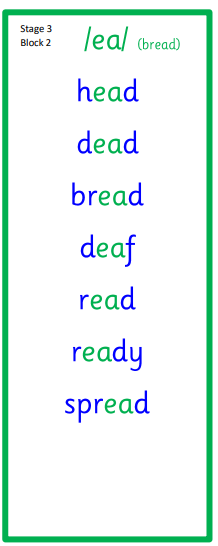 Stage 3
Block 2
/ea/ (bread)
head
dead
bread
deaf
read
ready
spread